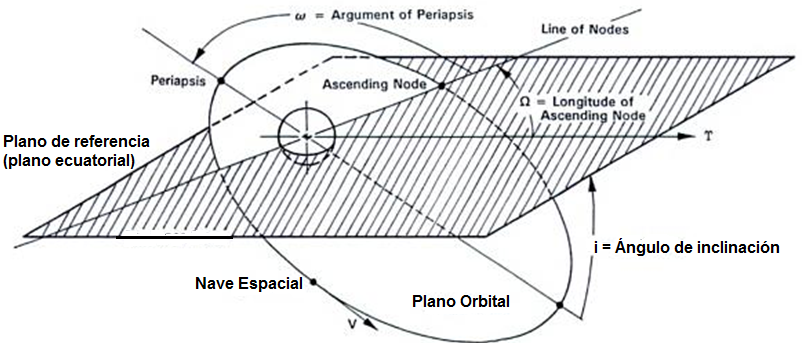 ω = Argument of Periapsis
Line of Nodes
Periapsis
Ascending Node
Ω = Longitude of
Ascending Node
Plano de referencia
(plano ecuatorial)
ϒ
i = Ángulo de inclinación
Nave Espacial
Plano Orbital
V